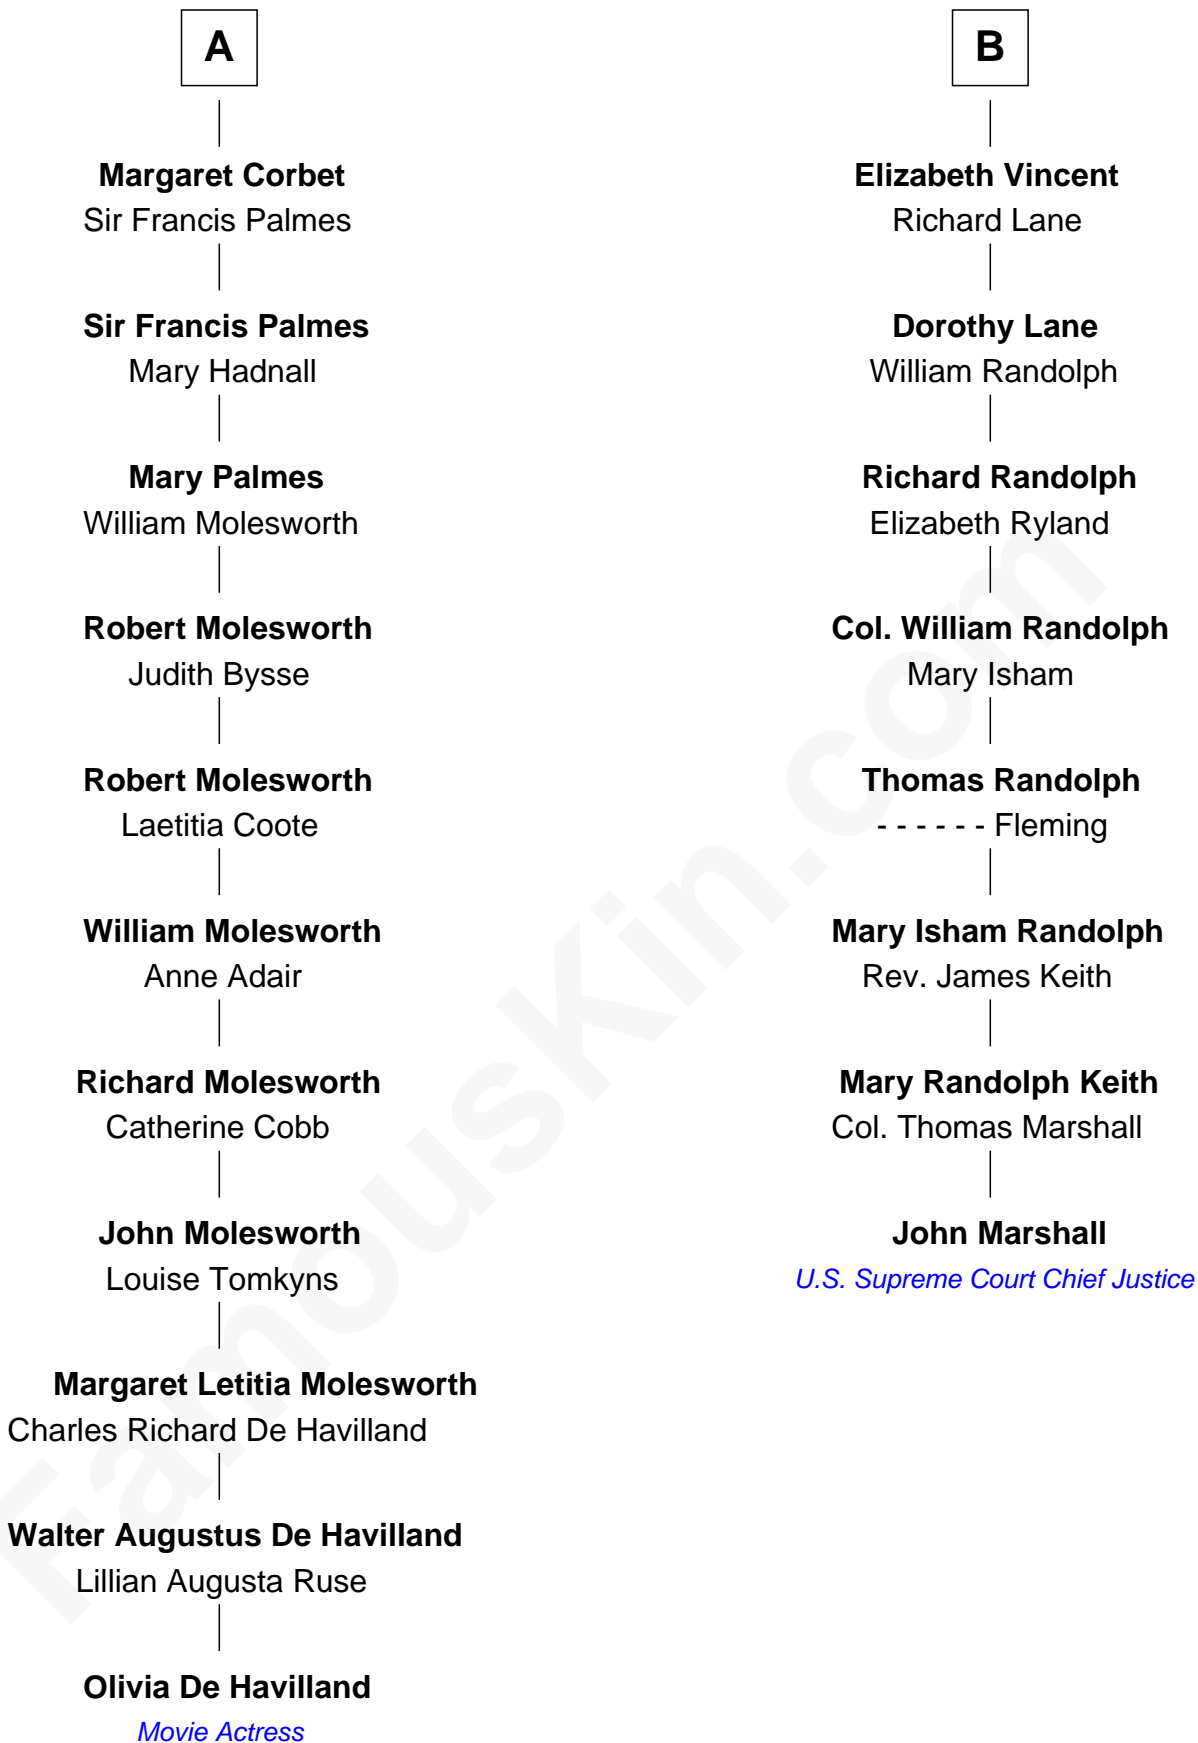 A
Margaret Corbet
Sir Francis Palmes
Sir Francis Palmes
Mary Hadnall
Mary Palmes
William Molesworth
Robert Molesworth
Judith Bysse
Robert Molesworth
Laetitia Coote
William Molesworth
Anne Adair
Richard Molesworth
Catherine Cobb
John Molesworth
Louise Tomkyns
Margaret Letitia Molesworth
Charles Richard De Havilland
Walter Augustus De Havilland
Lillian Augusta Ruse
Olivia De Havilland
Movie Actress
B
Elizabeth Vincent
Richard Lane
Dorothy Lane
William Randolph
Richard Randolph
Elizabeth Ryland
Col. William Randolph
Mary Isham
Thomas Randolph
- - - - - - Fleming
Mary Isham Randolph
Rev. James Keith
Mary Randolph Keith
Col. Thomas Marshall
John Marshall
U.S. Supreme Court Chief Justice
FamousKin.com